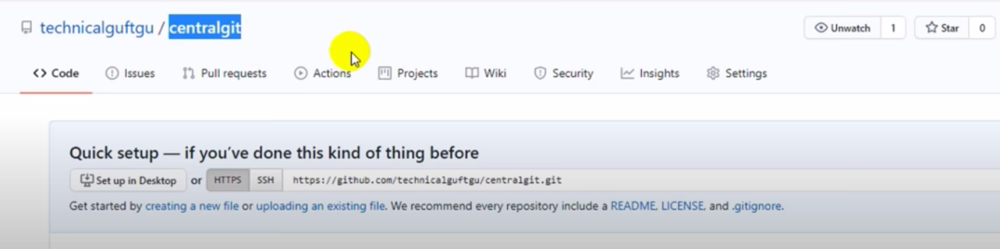 technicalguftgu / centralgit Unwatch 1 Star 0
<> Code Issues Pull requests Actions Projects Wiki Security Insights Settings
Quick setup — if you've done this kind of thing before
Set up in Desktop or HTTPS SSH https://github.com/technicalguftgu/centralgit.git
Get started by creating a new file or uploading an existing file. We recommend every repository include a README, LICENSE, and .gitignore.